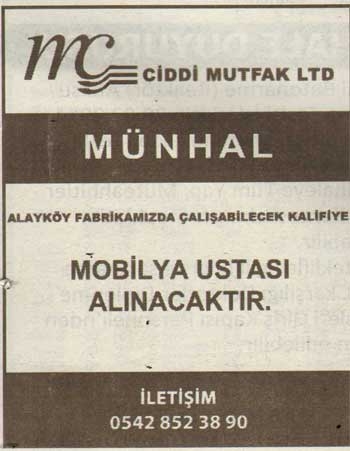 mc
CİDDİ MUTFAK LTD
MÜNHAL
ALAYKÖY FABRİKAMIZDA ÇALIŞABİLECEK KALİFİYE
MOBİLYA USTASI
ALINACAKTIR.
İLETİŞİM
0542 852 38 90